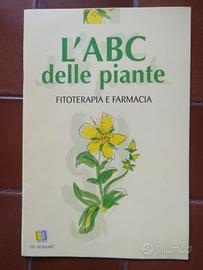 L'ABC
delle piante
FITOTERAPIA E FARMACIA